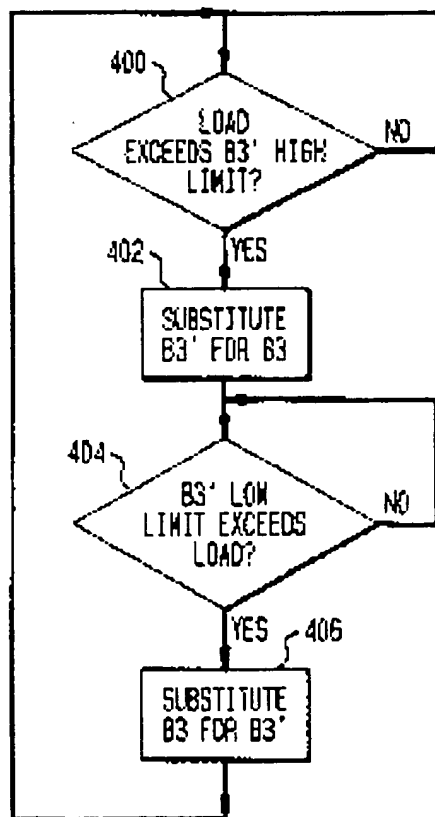 400
LOAD
EXCEEDS B3' HIGH
LIMIT?
NO
YES
402
SUBSTITUTE
B3' FOR B3
404
B3' LOW
LIMIT EXCEEDS
LOAD?
NO
YES
406
SUBSTITUTE
B3 FOR B3'